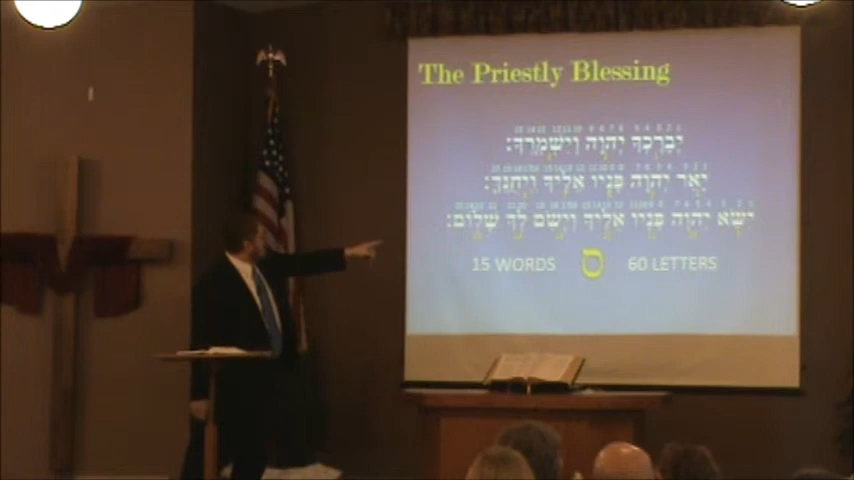 The Priestly Blessing
יְבָרֶכְךָ יְהוָה וְיִשְׁמְרֶךָ׃
יָאֵר יְהוָה פָּנָיו אֵלֶיךָ וִיחֻנֶּךָּ׃
יִשָּׂא יְהוָה פָּנָיו אֵלֶיךָ וְיָשֵׂם לְךָ שָׁלוֹם׃
15 WORDS ס 60 LETTERS